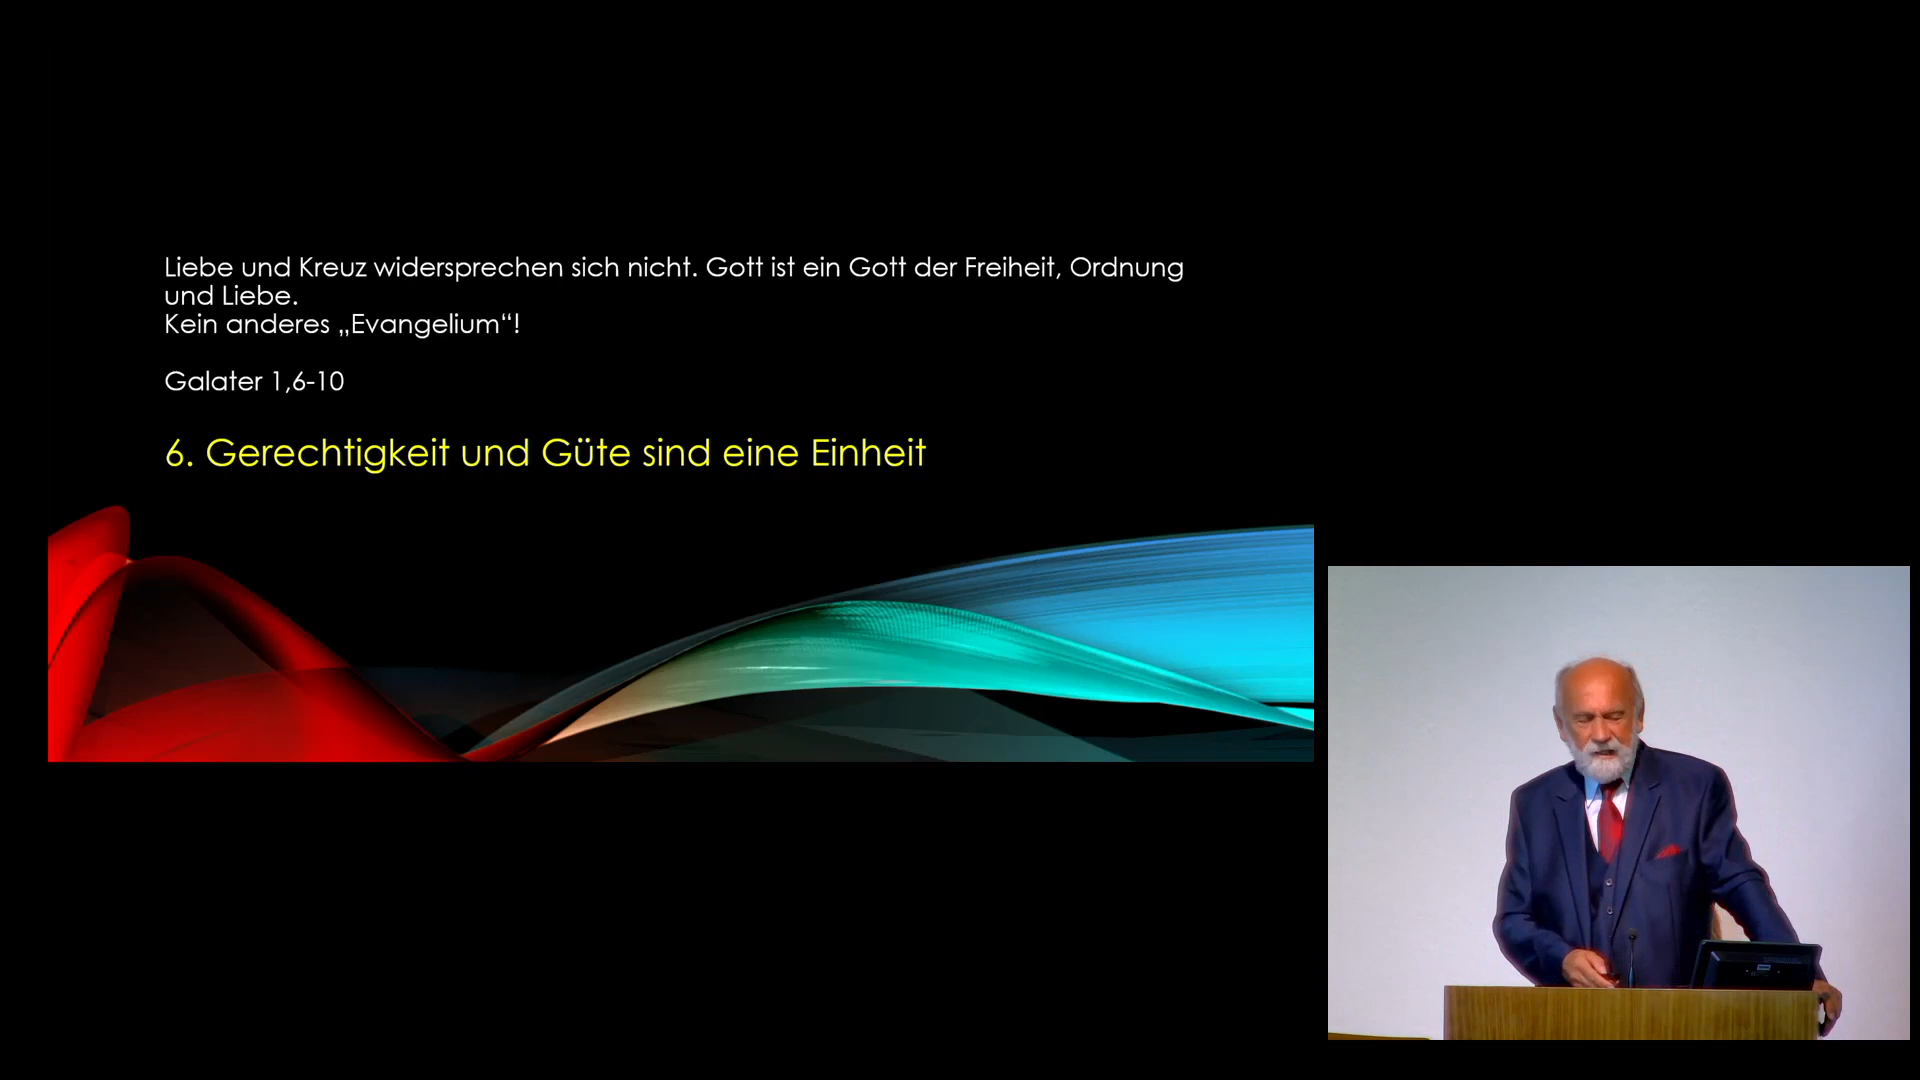 Liebe und Kreuz widersprechen sich nicht. Gott ist ein Gott der Freiheit, Ordnung
und Liebe.
Kein anderes „Evangelium“!
Galater 1,6-10
6. Gerechtigkeit und Güte sind eine Einheit